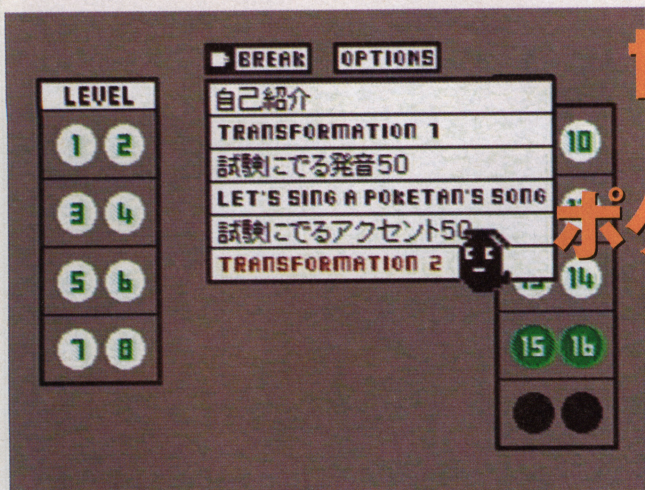 BREAK OPTIONS
LEVEL
自己紹介
TRANSFORMATION 1
試験にでる発音50
LET'S SING A POKETAN'S SONG
試験にでるアクセント50
TRANSFORMATION 2
1 2
3 4
5 6
7 8
10
14
15 16
ポケ